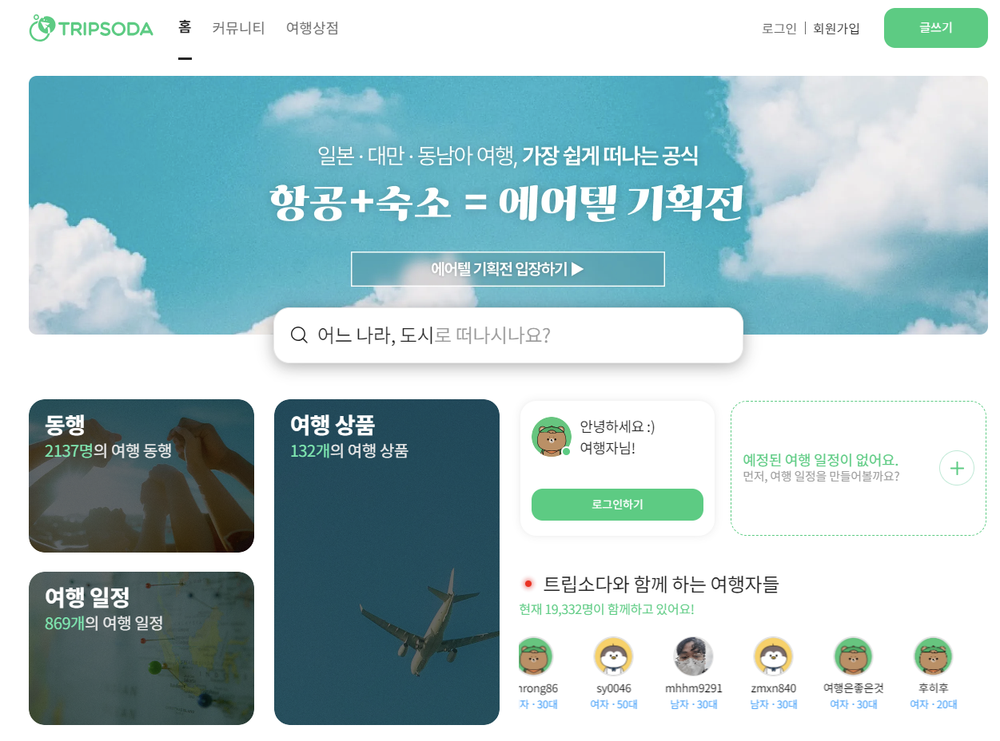 TRIPSODA
홈
커뮤니티
여행상점
로그인
회원가입
글쓰기
일본 · 대만 · 동남아 여행, 가장 쉽게 떠나는 공식
항공+숙소 = 에어텔 기획전
에어텔 기획전 입장하기 ▶
어느 나라, 도시로 떠나시나요?
동행
2137명의 여행 동행
여행 상품
132개의 여행 상품
안녕하세요 :)
여행자님!
로그인하기
예정된 여행 일정이 없어요.
먼저, 여행 일정을 만들어볼까요?
여행 일정
869개의 여행 일정
트립소다와 함께 하는 여행자들
현재 19,332명이 함께하고 있어요!
rong86
자 · 30대
sy0046
여자 · 50대
mhhm9291
남자 · 30대
zmxn840
남자 · 30대
여행은좋은것
여자 · 30대
후히후
여자 · 20대